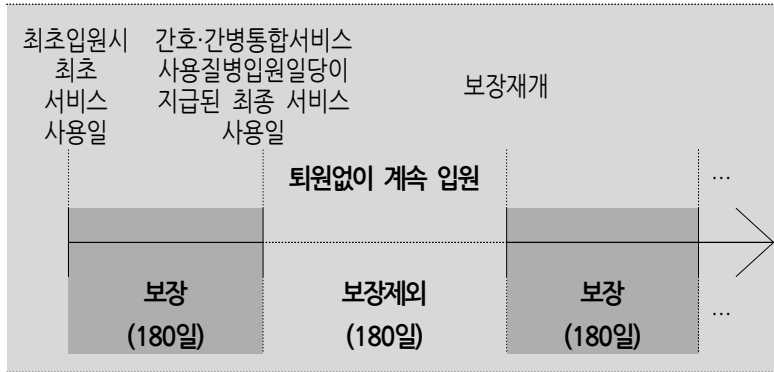 최초입원시
최초
서비스
사용일
간호·간병통합서비스
사용질병입원일당이
지급된 최종 서비스
사용일
보장재개
퇴원없이 계속 입원
…
보장
(180일)
보장제외
(180일)
보장
(180일)
…